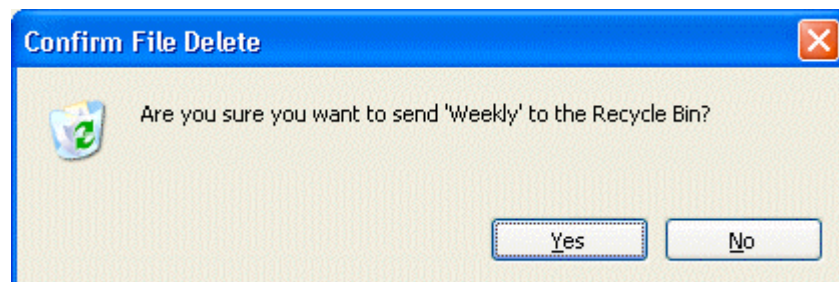 Confirm File Delete
Are you sure you want to send 'Weekly' to the Recycle Bin?
Yes
No